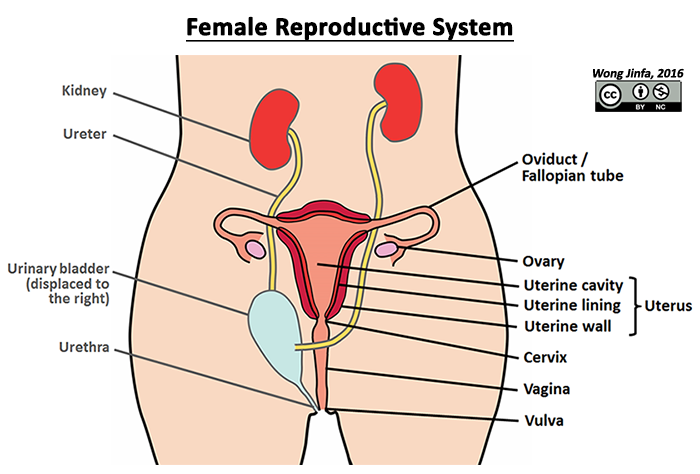 Female Reproductive System
Wong Jinfa, 2016
cc
BY NC
Kidney
Ureter
Urinary bladder
(displaced to
the right)
Urethra
Oviduct /
Fallopian tube
Ovary
Uterine cavity
Uterine lining
Uterine wall
Uterus
Cervix
Vagina
Vulva